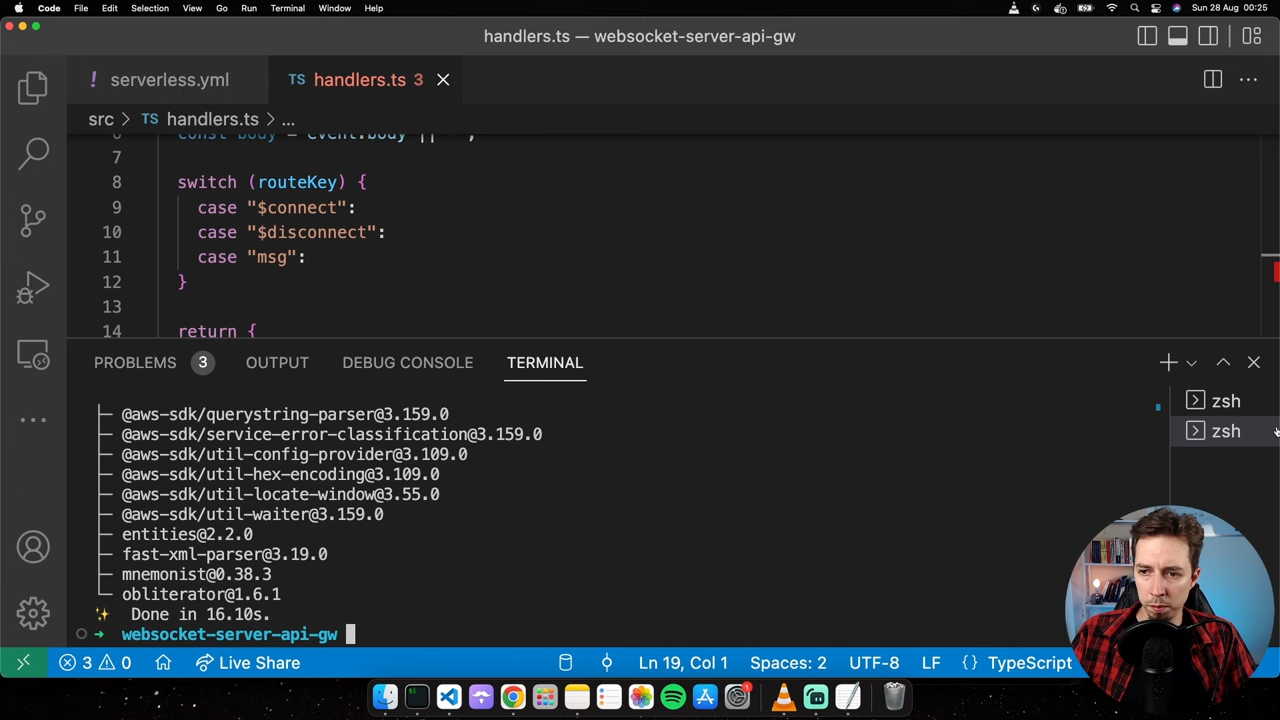 Code File Edit Selection View Go Run Terminal Window Help Sun 28 Aug 00:25
handlers.ts — websocket-server-api-gw
! serverless.yml TS handlers.ts 3
src > TS handlers.ts > ...
6 const body = event.body ||
7
8 switch (routeKey) {
9 case "$connect":
10 case "$disconnect":
11 case "msg":
12 }
13
14 return {
PROBLEMS 3 OUTPUT DEBUG CONSOLE TERMINAL
zsh
zsh
├─ @aws-sdk/querystring-parser@3.159.0
├─ @aws-sdk/service-error-classification@3.159.0
├─ @aws-sdk/util-config-provider@3.109.0
├─ @aws-sdk/util-hex-encoding@3.109.0
├─ @aws-sdk/util-locate-window@3.55.0
├─ @aws-sdk/util-waiter@3.159.0
├─ entities@2.2.0
├─ fast-xml-parser@3.19.0
├─ mnemonist@0.38.3
└─ obliterator@1.6.1
✨ Done in 16.10s.
➜ websocket-server-api-gw
3 0 Live Share Ln 19, Col 1 Spaces: 2 UTF-8 LF {} TypeScript
1